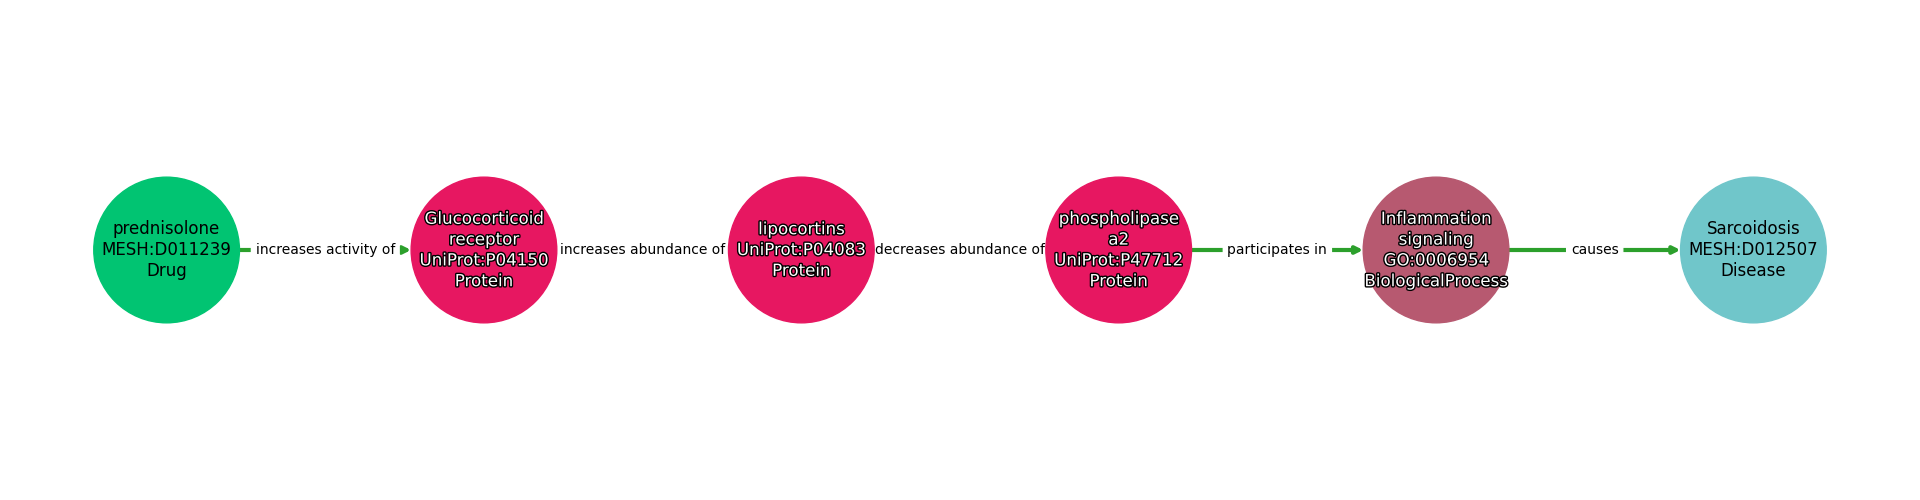 prednisolone
MESH:D011239
Drug
increases activity of
Glucocorticoid
receptor
UniProt:P04150
Protein
increases abundance of
lipocortins
UniProt:P04083
Protein
decreases abundance of
phospholipase
a2
UniProt:P47712
Protein
participates in
Inflammation
signaling
GO:0006954
BiologicalProcess
causes
Sarcoidosis
MESH:D012507
Disease